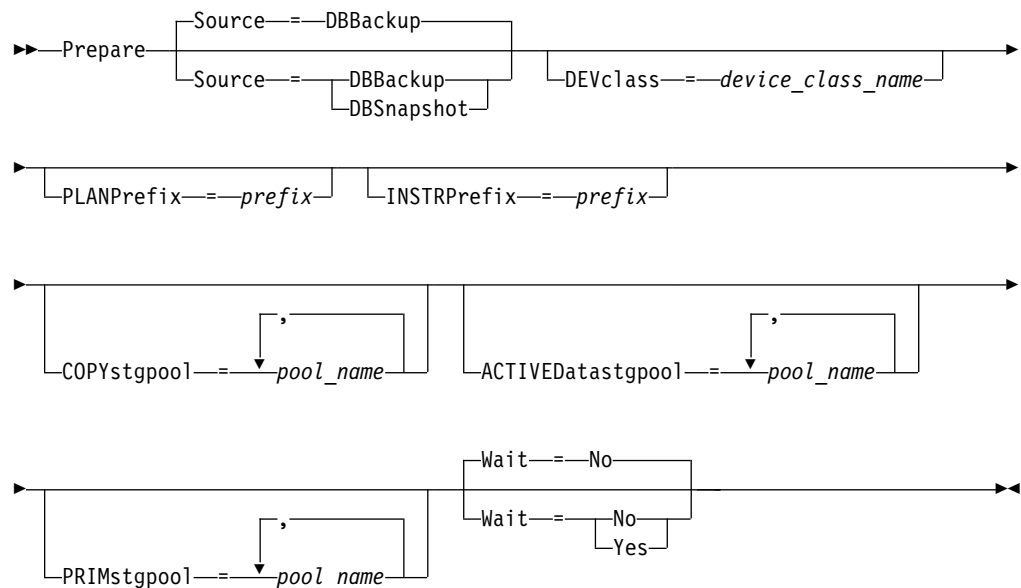 Source = DBBackup
Prepare
Source = DBBackup
DBSnapshot
DEVclass = device_class_name
PLANPrefix = prefix
INSTRPrefix = prefix
,
COPYstgpool = pool_name
,
ACTIVEDatastgpool = pool_name
,
PRIMstgpool = pool_name
Wait = No
Wait = No
Yes